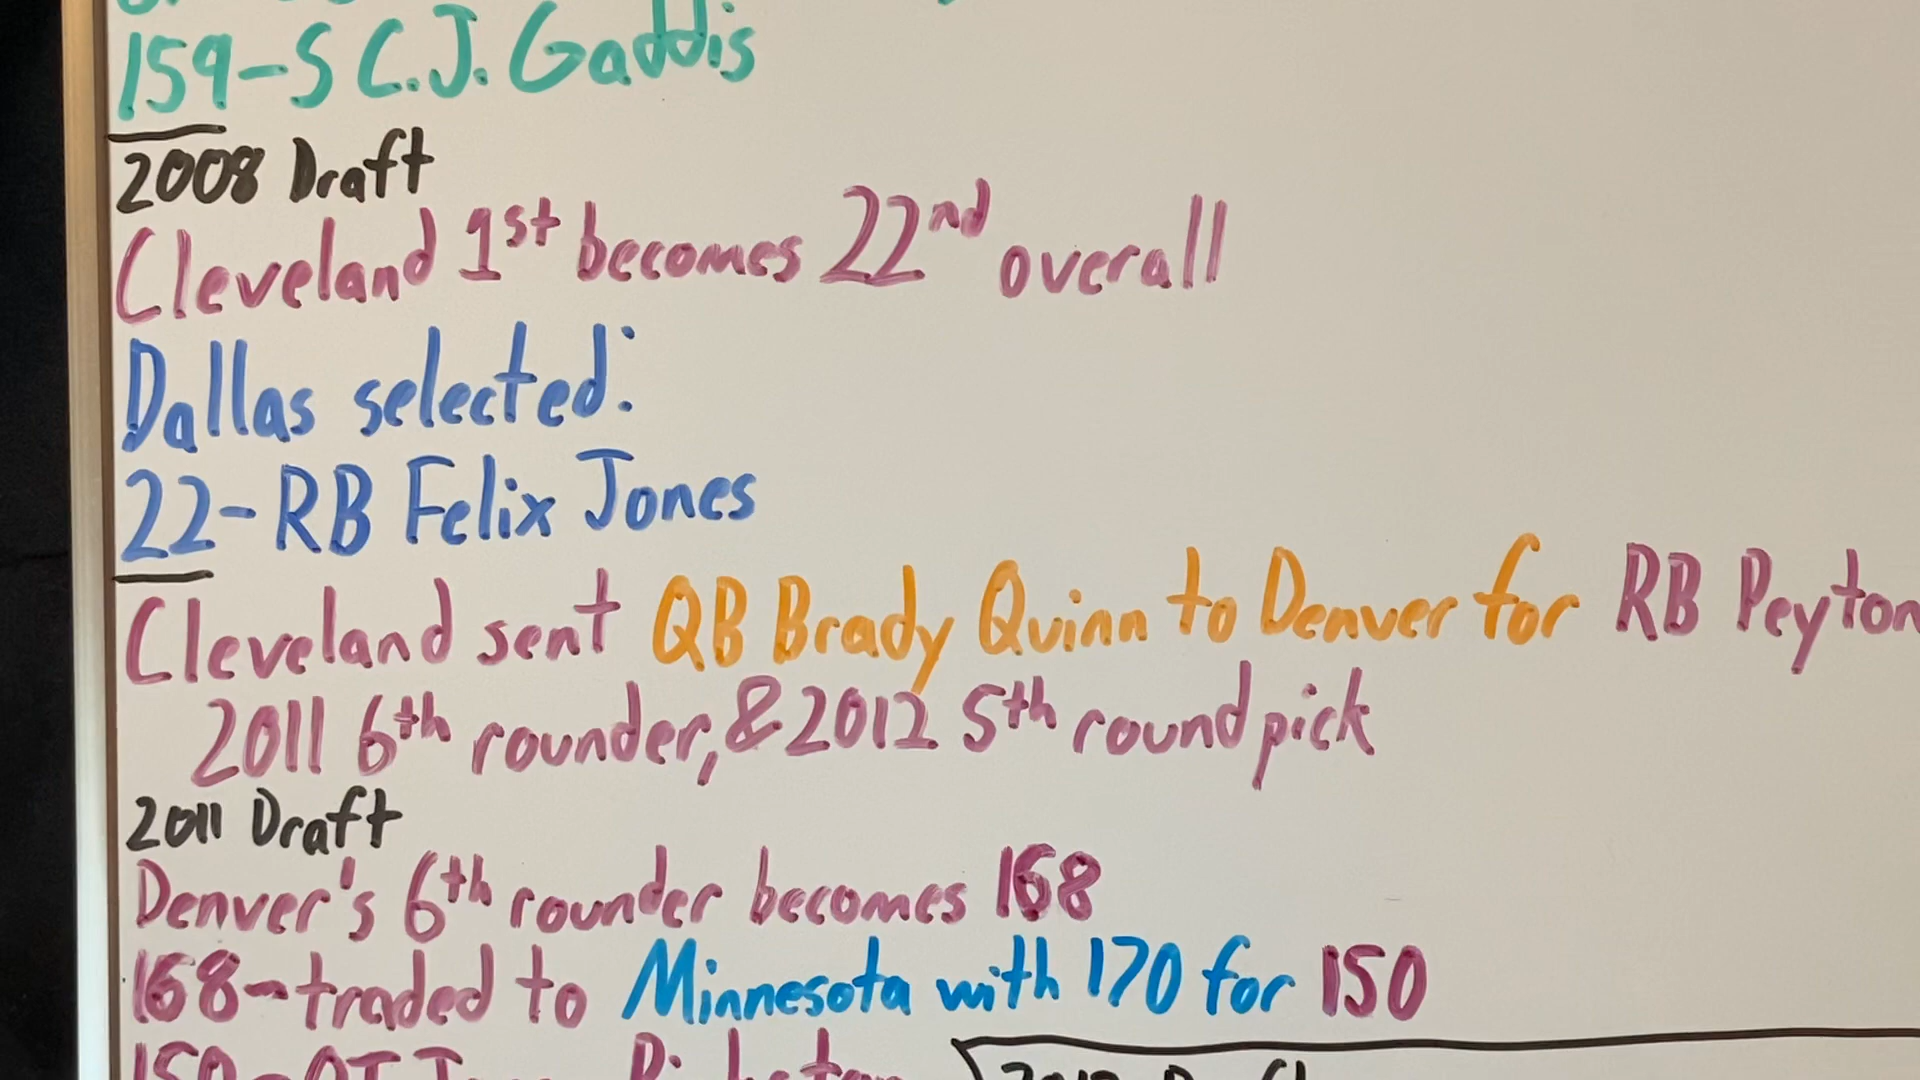 159-S C.J. Gaddis
2008 Draft
Cleveland 1st becomes 22nd overall
Dallas selected:
22-RB Felix Jones
Cleveland sent QB Brady Quinn to Denver for RB Peyton
2011 6th rounder, & 2012 5th round pick
2011 Draft
Denver's 6th rounder becomes 168
168-traded to Minnesota with 170 for 150
150-OT